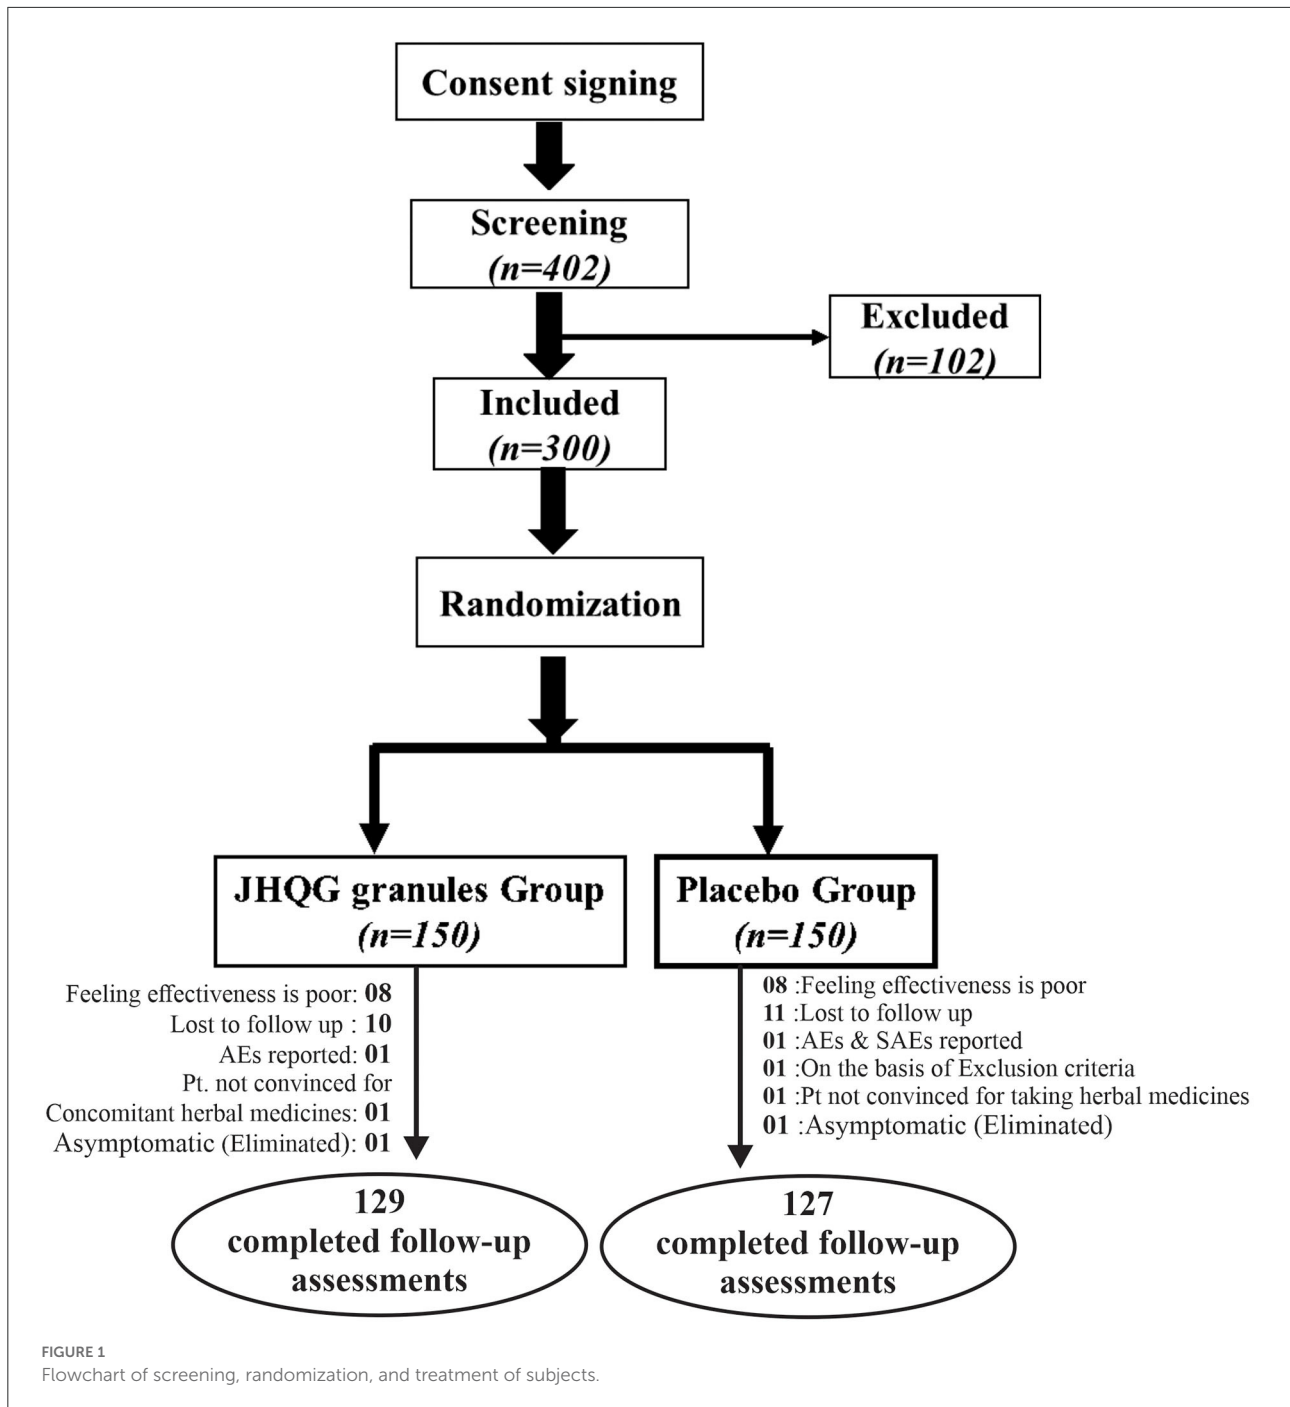 Consent signing
Screening
(n=402)
Excluded
(n=102)
Included
(n=300)
Randomization
JHQG granules Group
(n=150)
Placebo Group
(n=150)
Feeling effectiveness is poor: 08
Lost to follow up : 10
AEs reported: 01
Pt. not convinced for
Concomitant herbal medicines: 01
Asymptomatic (Eliminated): 01
08 :Feeling effectiveness is poor
11 :Lost to follow up
01 :AEs & SAEs reported
01 :On the basis of Exclusion criteria
01 :Pt not convinced for taking herbal medicines
01 :Asymptomatic (Eliminated)
129
completed follow-up
assessments
127
completed follow-up
assessments
FIGURE 1
Flowchart of screening, randomization, and treatment of subjects.